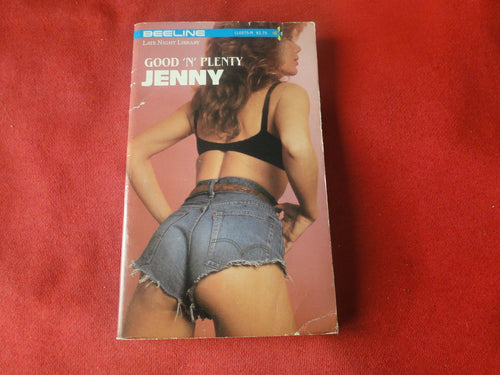 BEELINE
LATE NIGHT LIBRARY
GOOD 'N' PLENTY
JENNY